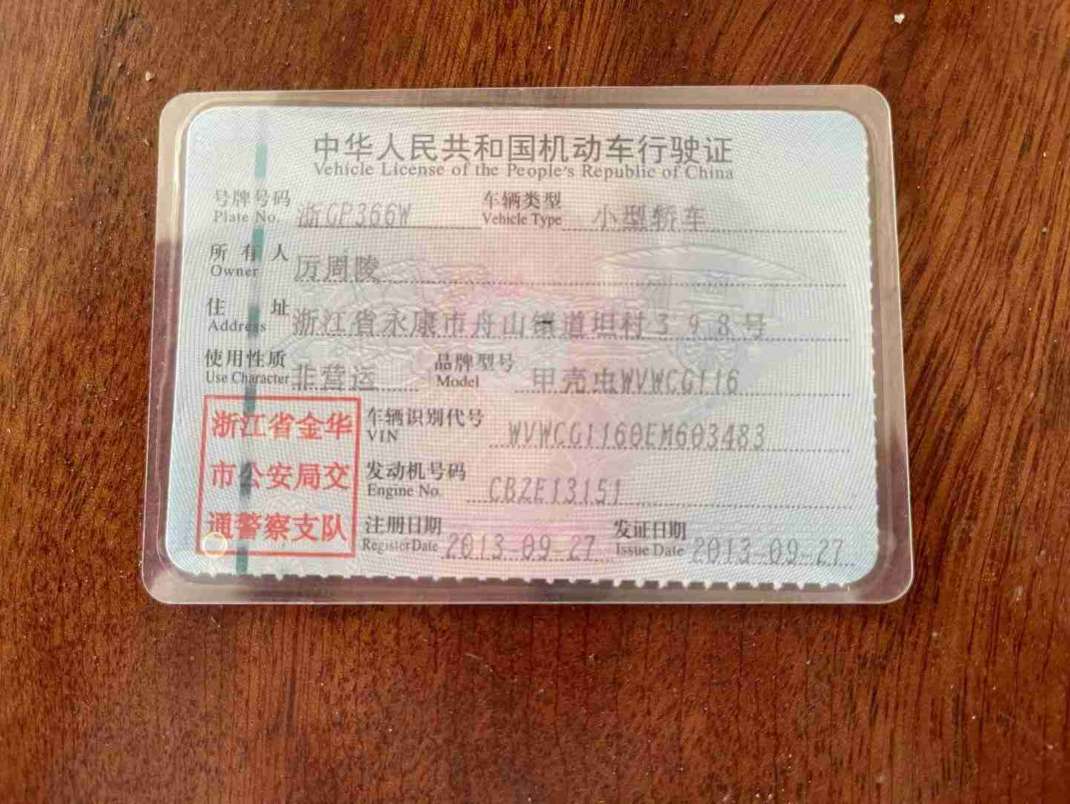 中华人民共和国机动车行驶证
Vehicle License of the People's Republic of China
号牌号码 浙GP366W 车辆类型 小型轿车
Plate No. Vehicle Type
所有人 厉周陵
Owner
住址 浙江省永康市舟山镇道坦村398号
Address
使用性质 非营运 品牌型号 甲壳虫WVWCG116
Use Character Model
浙江省金华
市公安局交
通警察支队
车辆识别代号 WVWCG1160EM603483
VIN
发动机号码 CBZE13151
Engine No.
注册日期 2013-09-27 发证日期 2013-09-27
Register Date Issue Date